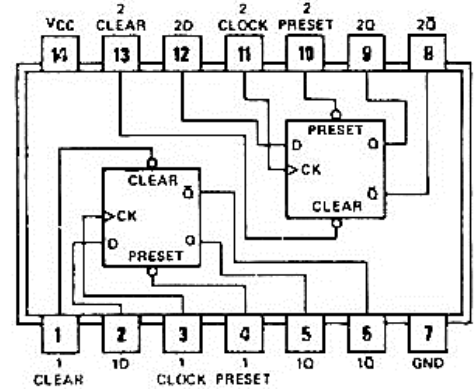 2 2 2
VCC CLEAR 2D CLOCK PRESET 2Q 2Q̅
14 13 12 11 10 9 8
PRESET
D Q
CK
Q̅
CLEAR
CLEAR
Q̅
CK
D Q
PRESET
1 2 3 4 5 6 7
1 1D 1 1 1Q 1Q̅ GND
CLEAR CLOCK PRESET